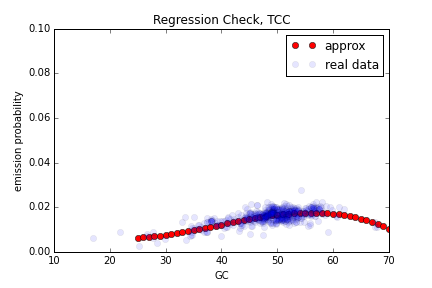 Regression Check, TCC
0.10
approx
real data
0.08
0.06
emission probability
0.04
0.02
0.00
10 20 30 40 50 60 70
GC